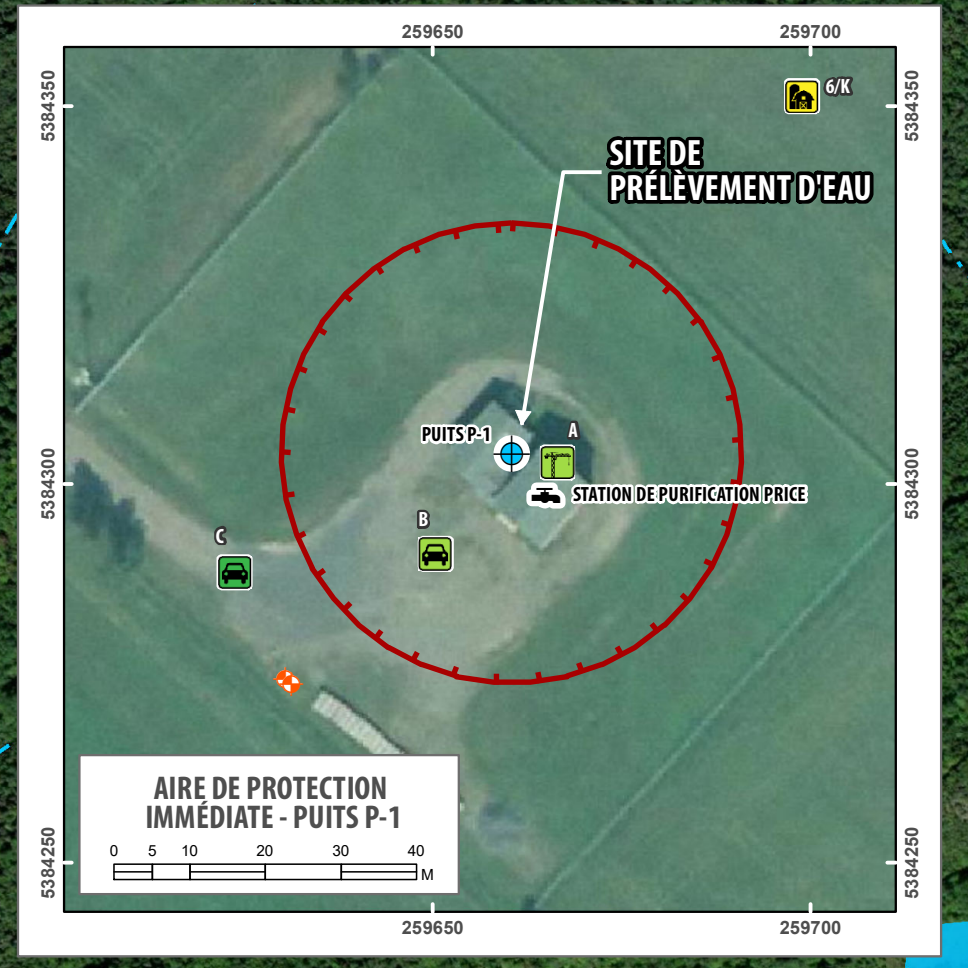 259650
259700
5384350
5384350
6/K
SITE DE
PRÉLÈVEMENT D'EAU
PUITS P-1
A
5384300
5384300
STATION DE PURIFICATION PRICE
B
C
AIRE DE PROTECTION
IMMÉDIATE - PUITS P-1
0 5 10 20 30 40
M
5384250
5384250
259650
259700